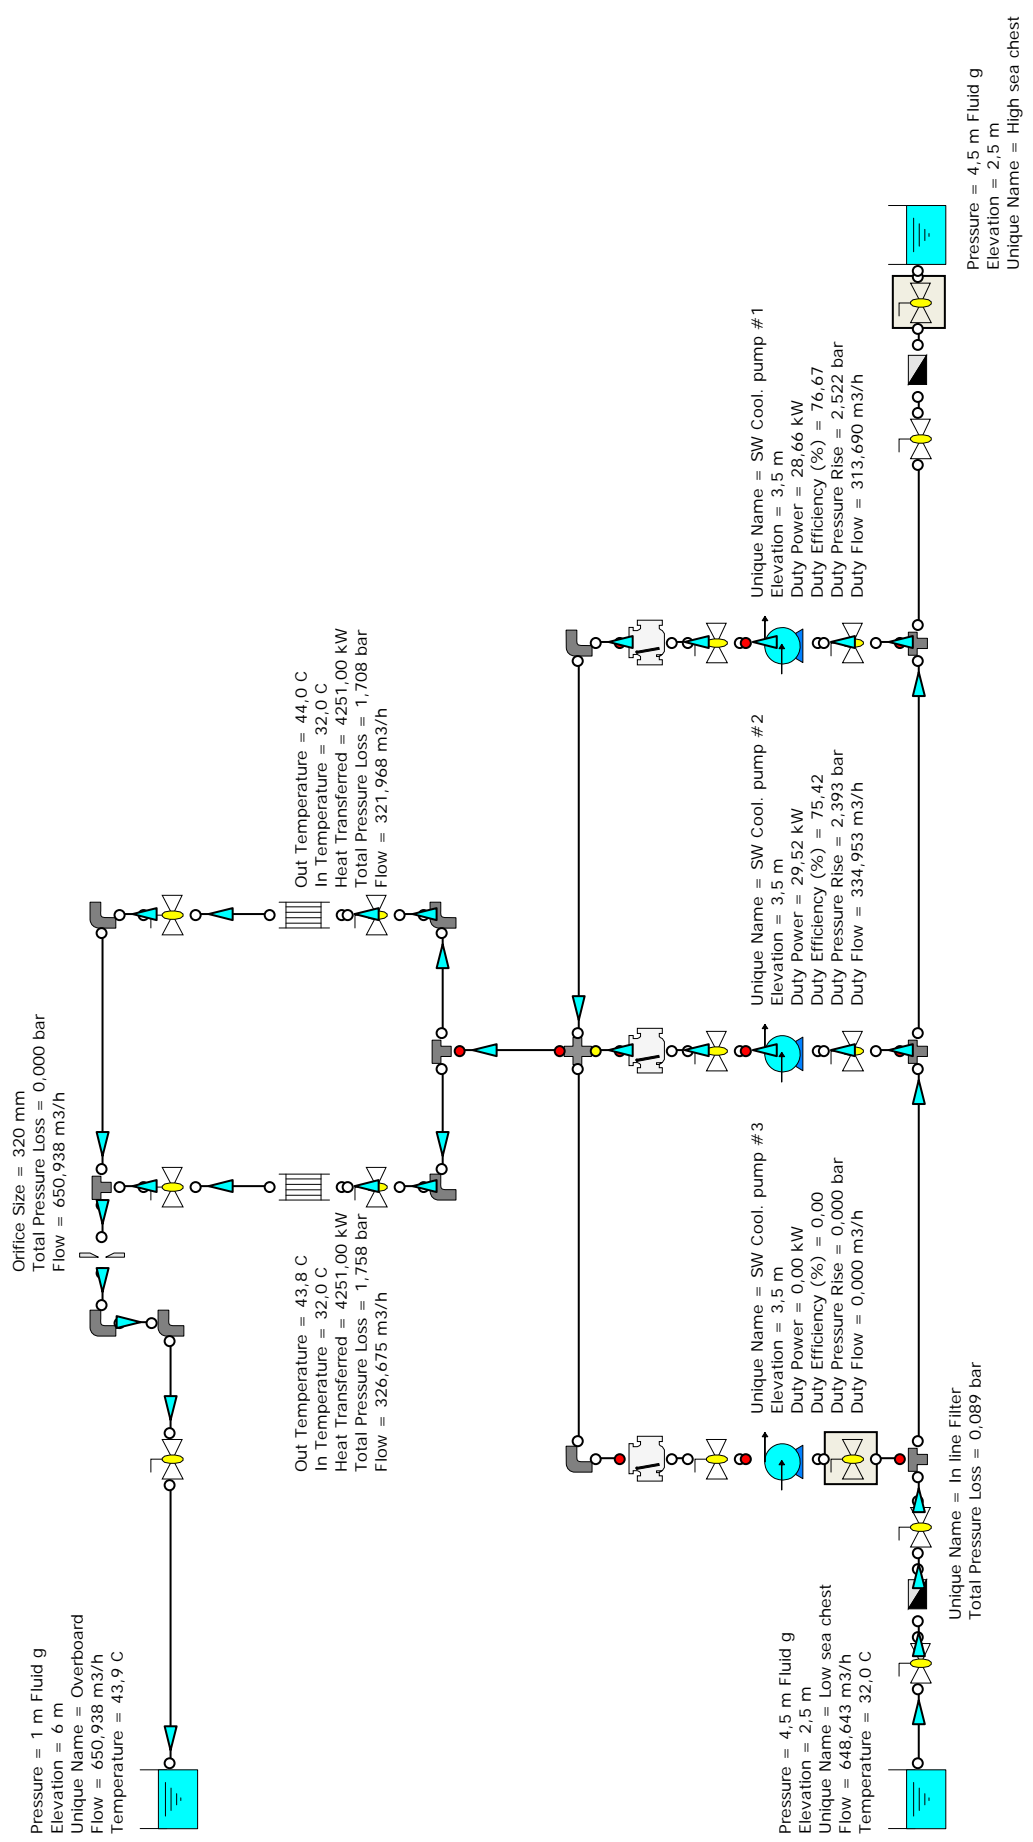 Pressure = 1 m Fluid g
Elevation = 6 m
Unique Name = Overboard
Flow = 650,938 m3/h
Temperature = 43,9 C
Orifice Size = 320 mm
Total Pressure Loss = 0,000 bar
Flow = 650,938 m3/h
Out Temperature = 43,8 C
In Temperature = 32,0 C
Heat Transferred = 4251,00 kW
Total Pressure Loss = 1,758 bar
Flow = 326,675 m3/h
Out Temperature = 44,0 C
In Temperature = 32,0 C
Heat Transferred = 4251,00 kW
Total Pressure Loss = 1,708 bar
Flow = 321,968 m3/h
Unique Name = SW Cool. pump #3
Elevation = 3,5 m
Duty Power = 0,00 kW
Duty Efficiency (%) = 0,00
Duty Pressure Rise = 0,000 bar
Duty Flow = 0,000 m3/h
Unique Name = SW Cool. pump #2
Elevation = 3,5 m
Duty Power = 29,52 kW
Duty Efficiency (%) = 75,42
Duty Pressure Rise = 2,393 bar
Duty Flow = 334,953 m3/h
Unique Name = SW Cool. pump #1
Elevation = 3,5 m
Duty Power = 28,66 kW
Duty Efficiency (%) = 76,67
Duty Pressure Rise = 2,522 bar
Duty Flow = 313,690 m3/h
Pressure = 4,5 m Fluid g
Elevation = 2,5 m
Unique Name = Low sea chest
Flow = 648,643 m3/h
Temperature = 32,0 C
Unique Name = In line Filter
Total Pressure Loss = 0,089 bar
Pressure = 4,5 m Fluid g
Elevation = 2,5 m
Unique Name = High sea chest